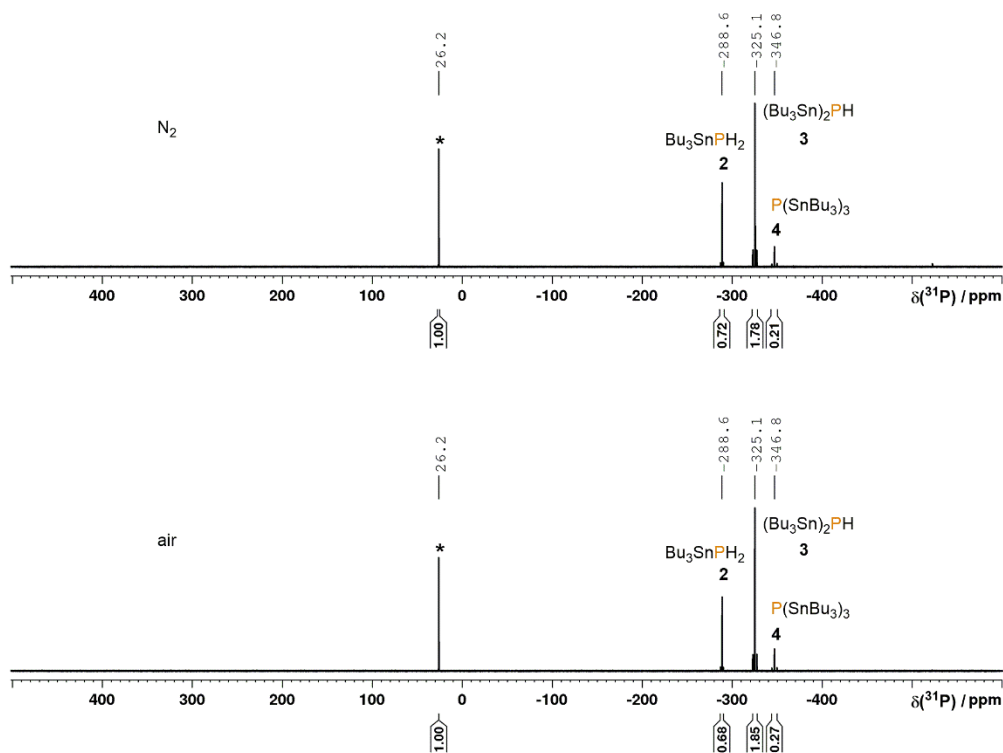 26.2 -288.6 -325.1 -346.8
N2
*
(Bu3Sn)2PH
3
Bu3SnPH2
2
P(SnBu3)3
4
400 300 200 100 0 -100 -200 -300 -400 δ(31P) / ppm
1.00 0.72 1.78 0.21
26.2 -288.6 -325.1 -346.8
air
*
(Bu3Sn)2PH
3
Bu3SnPH2
2
P(SnBu3)3
4
400 300 200 100 0 -100 -200 -300 -400 δ(31P) / ppm
1.00 0.68 1.85 0.27